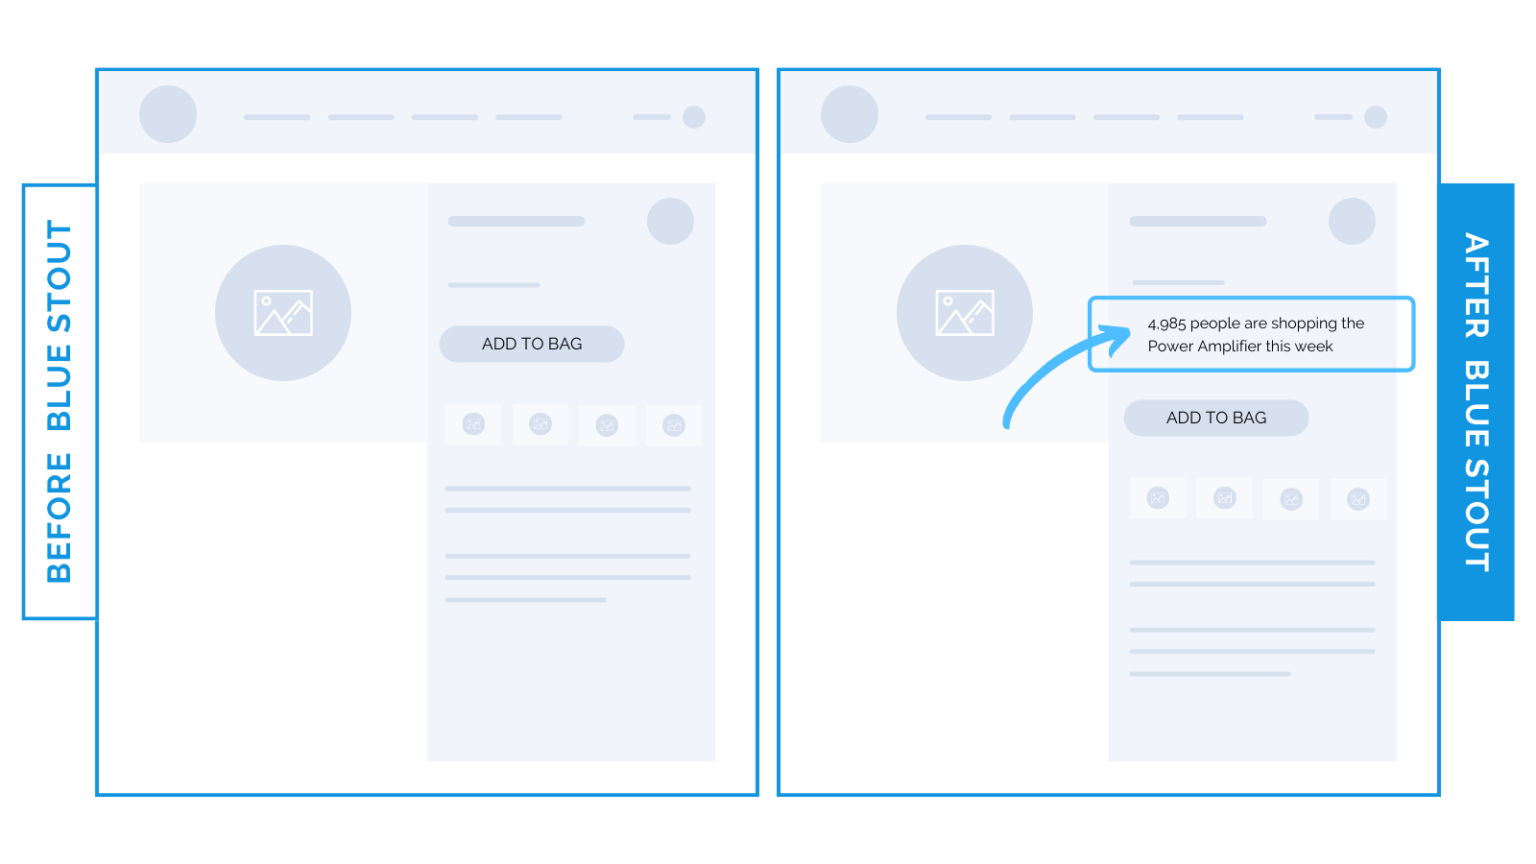 BEFORE BLUE STOUT
ADD TO BAG
4,985 people are shopping the
Power Amplifier this week
ADD TO BAG
AFTER BLUE STOUT